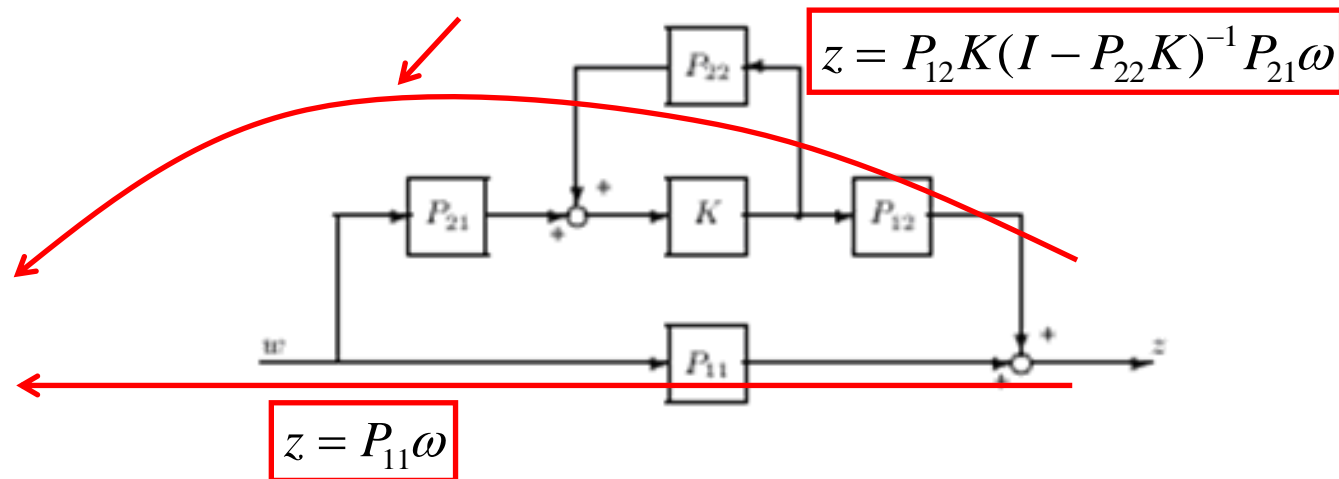 z = P₁₂K(I − P₂₂K)⁻¹P₂₁ω
P₂₂
+
P₂₁
+
K
P₁₂
w
P₁₁
+
+
z
z = P₁₁ω